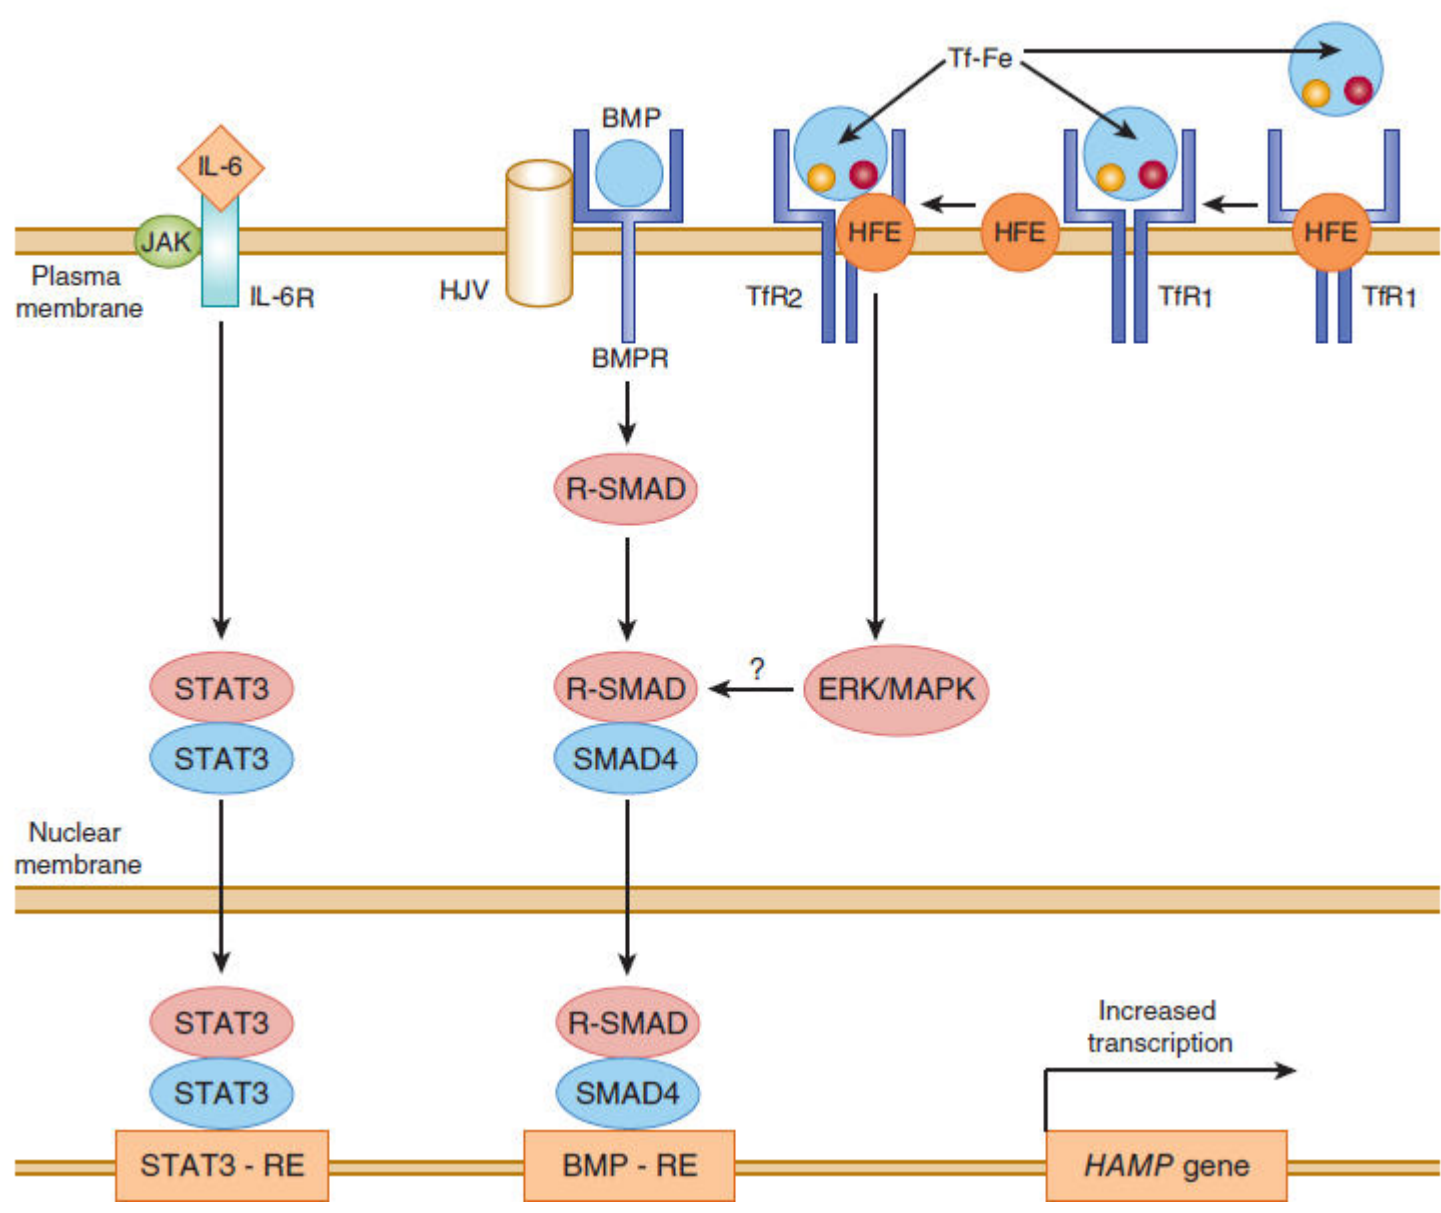 Tf-Fe
BMP
IL-6
JAK
HFE
HFE
HFE
Plasma
membrane
IL-6R
HJV
TfR2
TfR1
TfR1
BMPR
R-SMAD
STAT3
R-SMAD
?
ERK/MAPK
STAT3
SMAD4
Nuclear
membrane
STAT3
R-SMAD
Increased
transcription
STAT3
SMAD4
STAT3 - RE
BMP - RE
HAMP gene